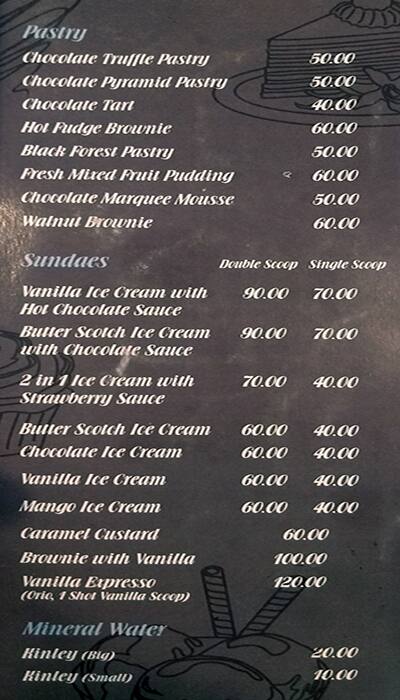 Pastry
Chocolate Truffle Pastry 50.00
Chocolate Pyramid Pastry 50.00
Chocolate Tart 40.00
Hot Fudge Brownie 60.00
Black Forest Pastry 50.00
Fresh Mixed Fruit Pudding 60.00
Chocolate Marquee Mousse 50.00
Walnut Brownie 60.00
Sundaes Double Scoop Single Scoop
Vanilla Ice Cream with 90.00 70.00
Hot Chocolate Sauce
Butter Scotch Ice Cream 90.00 70.00
with Chocolate Sauce
2 in 1 Ice Cream with 70.00 40.00
Strawberry Sauce
Butter Scotch Ice Cream 60.00 40.00
Chocolate Ice Cream 60.00 40.00
Vanilla Ice Cream 60.00 40.00
Mango Ice Cream 60.00 40.00
Caramel Custard 60.00
Brownie with Vanilla 100.00
Vanilla Expresso 120.00
(Orio, 1 Shot Vanilla Scoop)
Mineral Water
Kinley (Big) 20.00
Kinley (Small) 10.00